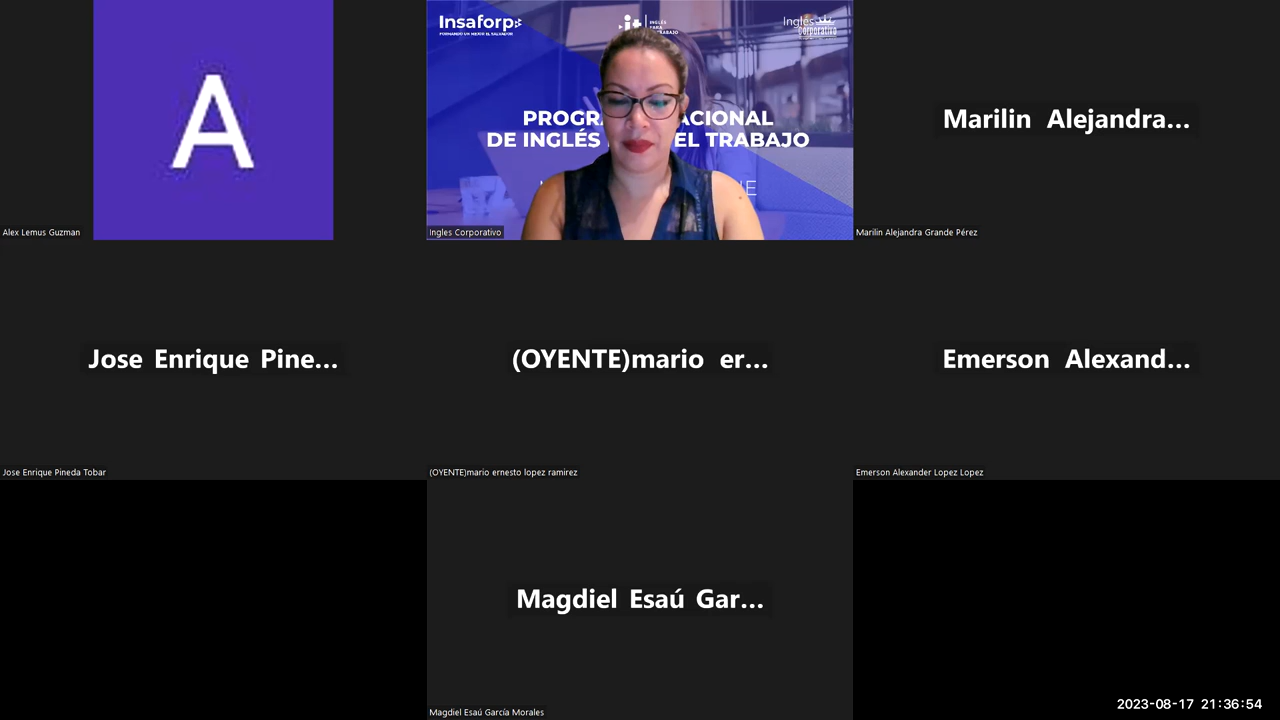 A
Alex Lemus Guzman
Insaforp
FORMANDO UN MEJOR EL SALVADOR
INGLÉS
PARA
TRABAJO
Inglés
Corporativo
PROGR ACIONAL
DE INGLÉS EL TRABAJO
Ingles Corporativo
Marilin Alejandra...
Marilin Alejandra Grande Pérez
Jose Enrique Pine...
Jose Enrique Pineda Tobar
(OYENTE)mario er...
(OYENTE)mario ernesto lopez ramirez
Emerson Alexand...
Emerson Alexander Lopez Lopez
Magdiel Esaú Gar...
Magdiel Esaú García Morales
2023-08-17 21:36:54